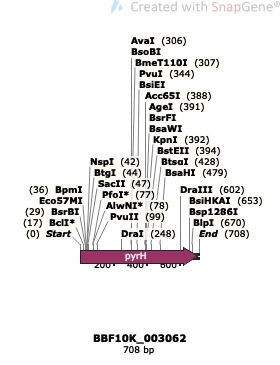 Created with SnapGene®
AvaI (306)
BsoBI
BmeT110I (307)
PvuI (344)
BsiEI
Acc65I (388)
AgeI (391)
BsrFI
BsaWI
KpnI (392)
BstEII (394)
BtsαI (428)
BsaHI (479)
NspI (42)
BtgI (44)
SacII (47)
PfoI* (77)
AlwNI* (78)
PvuII (99)
DraI (248)
(36) BpmI
Eco57MI
(29) BsrBI
(17) BclI*
(0) Start
DraIII (602)
BsiHKAI (653)
Bsp1286I
BlpI (670)
End (708)
pyrH
200 400 600
BBF10K_003062
708 bp